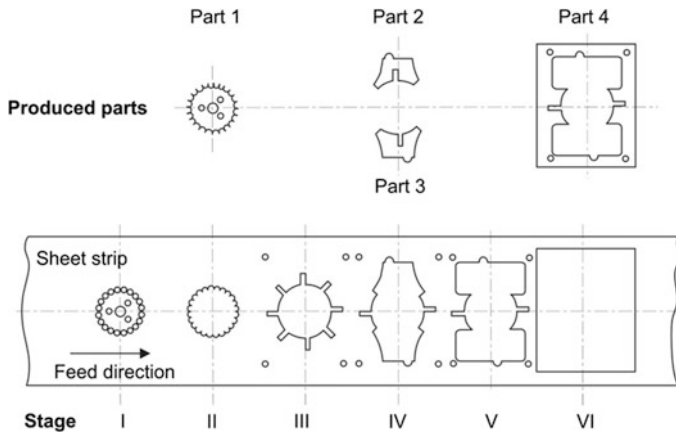 Part 1
Part 2
Part 4
Produced parts
Part 3
Sheet strip
Feed direction
Stage I II III IV V VI